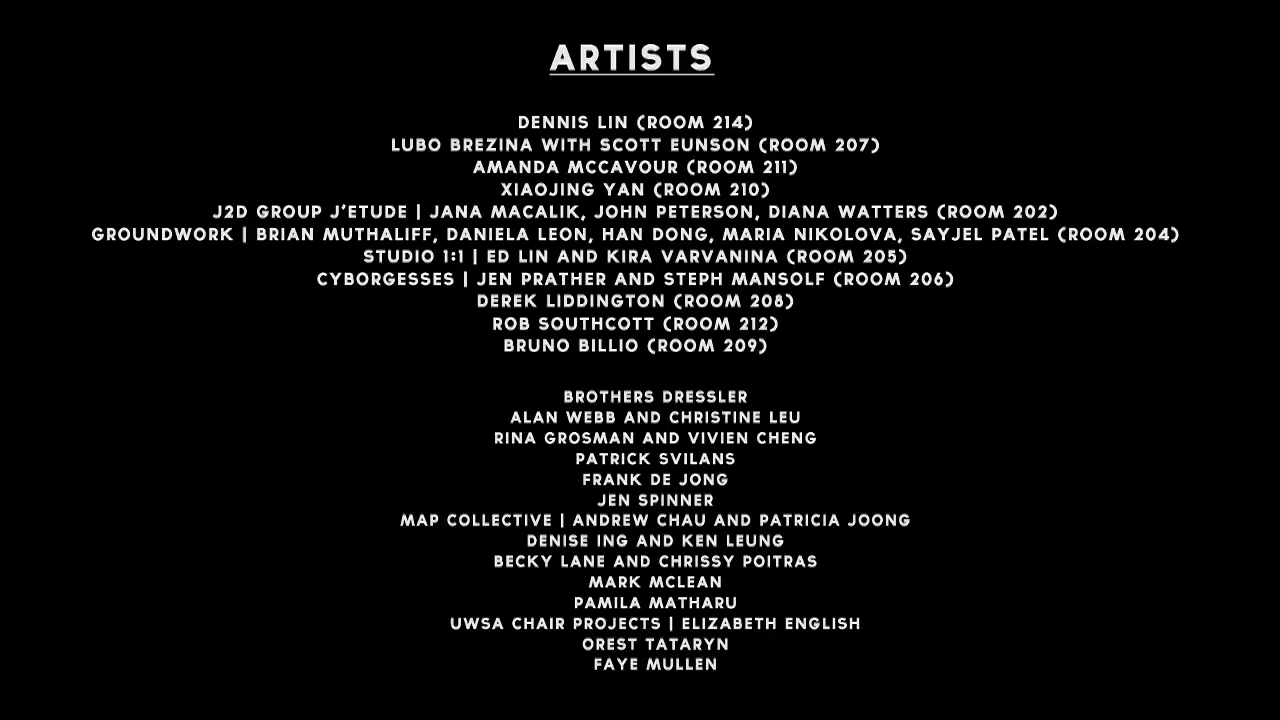 ARTISTS
DENNIS LIN (ROOM 214)
LUBO BREZINA WITH SCOTT EUNSON (ROOM 207)
AMANDA MCCAVOUR (ROOM 211)
XIAOJING YAN (ROOM 210)
J2D GROUP J'ETUDE | JANA MACALIK, JOHN PETERSON, DIANA WATTERS (ROOM 202)
GROUNDWORK | BRIAN MUTHALIFF, DANIELA LEON, HAN DONG, MARIA NIKOLOVA, SAYJEL PATEL (ROOM 204)
STUDIO 1:1 | ED LIN AND KIRA VARVANINA (ROOM 205)
CYBORGESSES | JEN PRATHER AND STEPH MANSOLF (ROOM 206)
DEREK LIDDINGTON (ROOM 208)
ROB SOUTHCOTT (ROOM 212)
BRUNO BILLIO (ROOM 209)
BROTHERS DRESSLER
ALAN WEBB AND CHRISTINE LEU
RINA GROSMAN AND VIVIEN CHENG
PATRICK SVILANS
FRANK DE JONG
JEN SPINNER
MAP COLLECTIVE | ANDREW CHAU AND PATRICIA JOONG
DENISE ING AND KEN LEUNG
BECKY LANE AND CHRISSY POITRAS
MARK MCLEAN
PAMILA MATHARU
UWSA CHAIR PROJECTS | ELIZABETH ENGLISH
OREST TATARYN
FAYE MULLEN